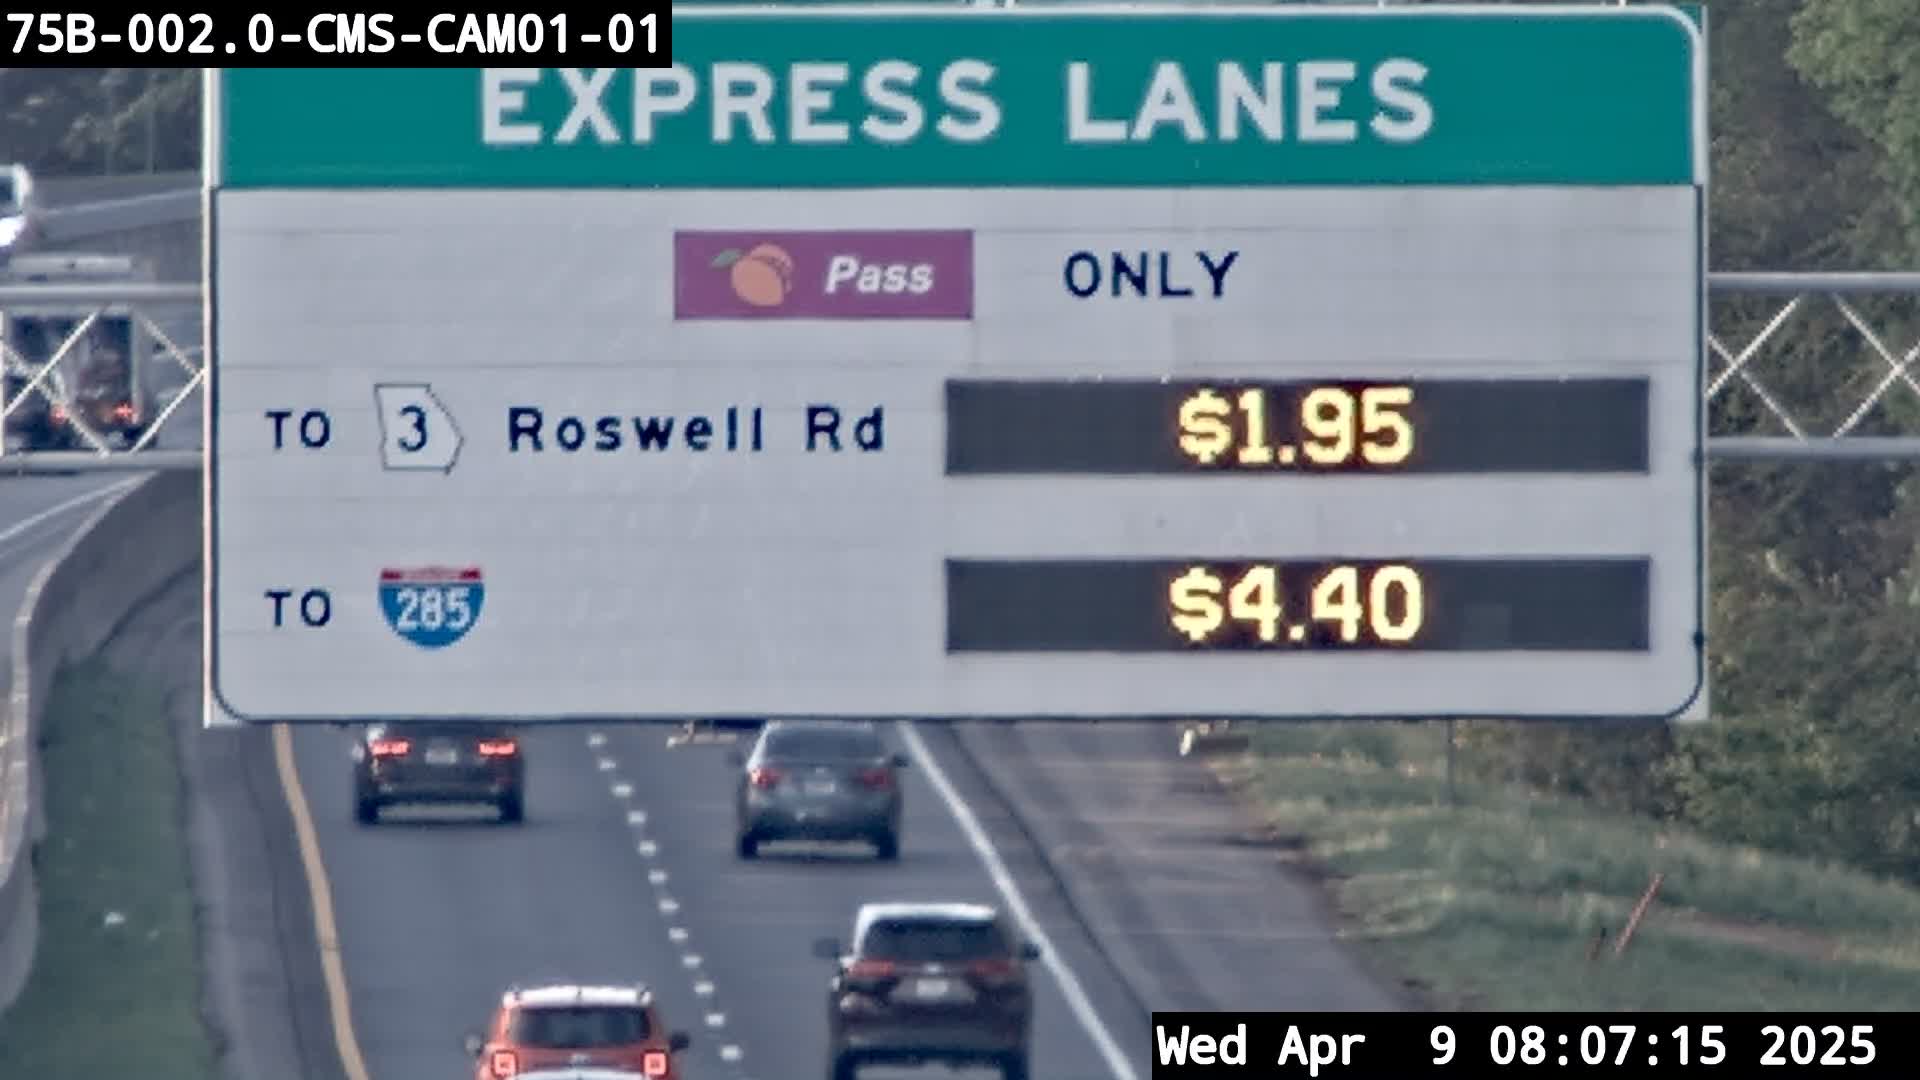 75B-002.0-CMS-CAM01-01
EXPRESS LANES
Pass ONLY
TO 3 Roswell Rd $1.95
TO 285 $4.40
Wed Apr 9 08:07:15 2025